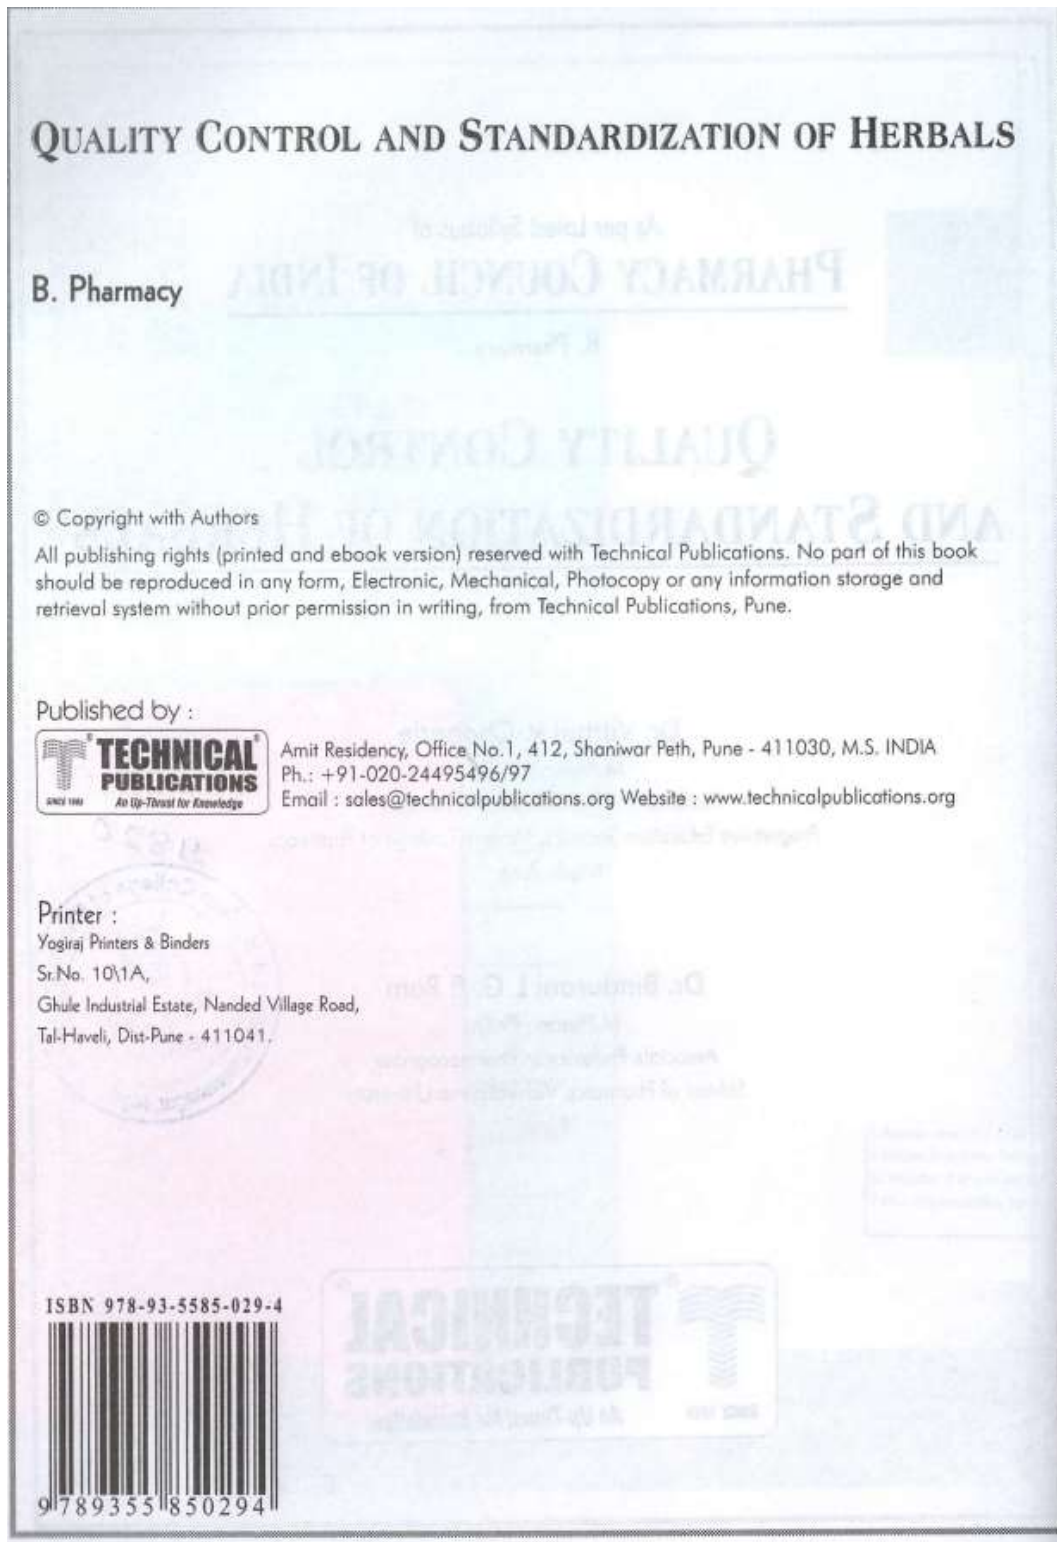 QUALITY CONTROL AND STANDARDIZATION OF HERBALS
B. Pharmacy
© Copyright with Authors
All publishing rights (printed and ebook version) reserved with Technical Publications. No part of this book
should be reproduced in any form, Electronic, Mechanical, Photocopy or any information storage and
retrieval system without prior permission in writing, from Technical Publications, Pune.
Published by :
TECHNICAL®
PUBLICATIONS
SINCE 1993 An Up-Thrust for Knowledge
Amit Residency, Office No.1, 412, Shaniwar Peth, Pune - 411030, M.S. INDIA
Ph.: +91-020-24495496/97
Email : sales@technicalpublications.org Website : www.technicalpublications.org
Printer :
Yogiraj Printers & Binders
Sr.No. 10\1A,
Ghule Industrial Estate, Nanded Village Road,
Tal-Haveli, Dist-Pune - 411041.
ISBN 978-93-5585-029-4
9 789355 850294